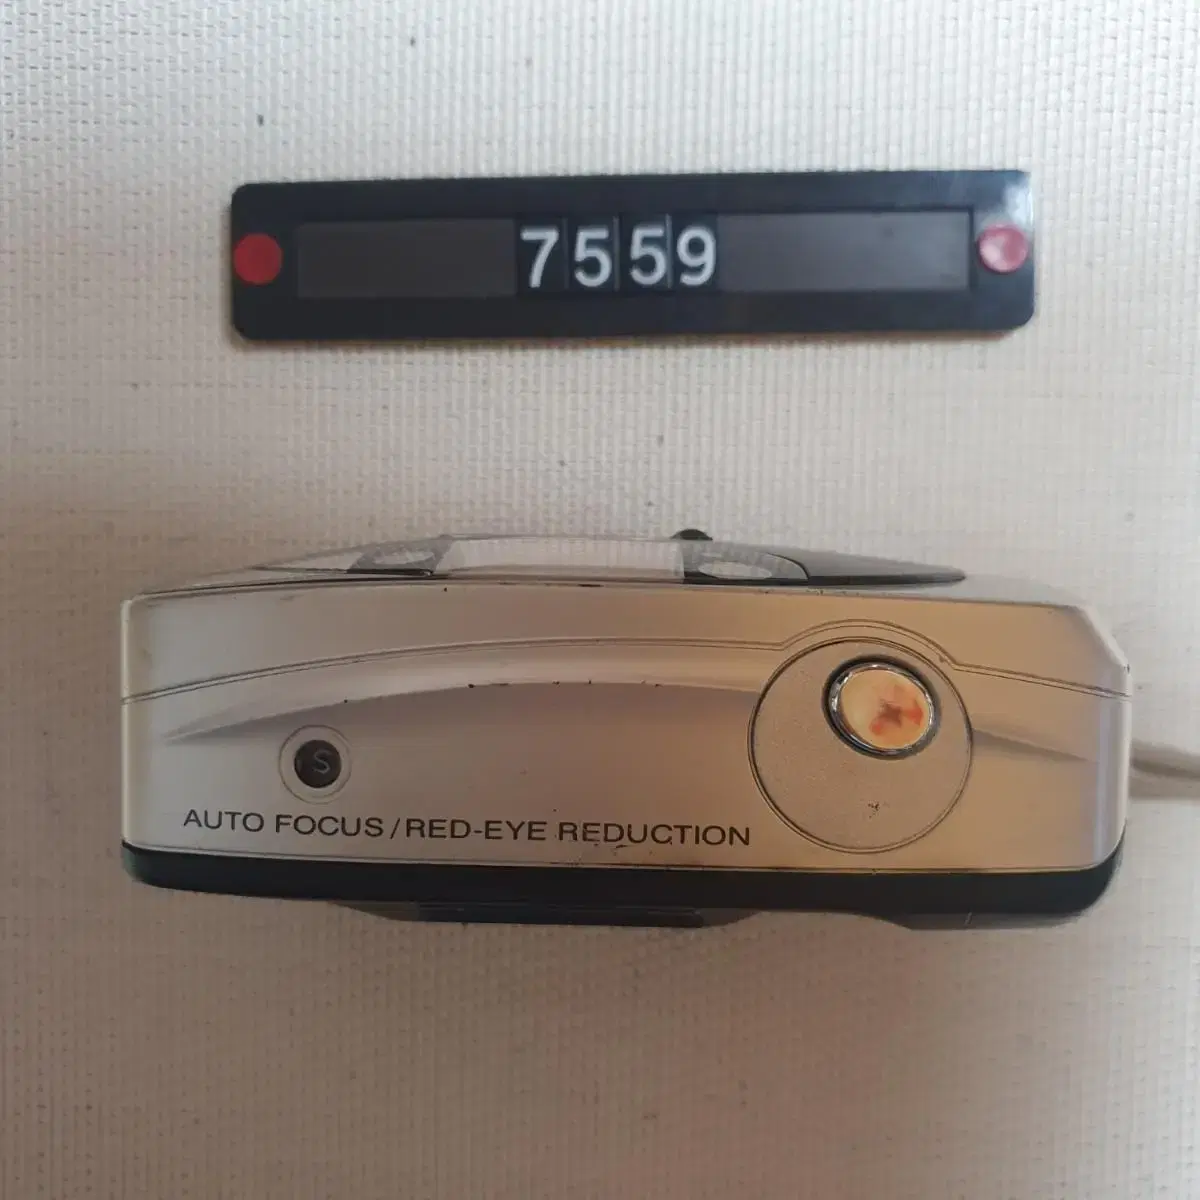 7559
S
AUTO FOCUS/RED-EYE REDUCTION